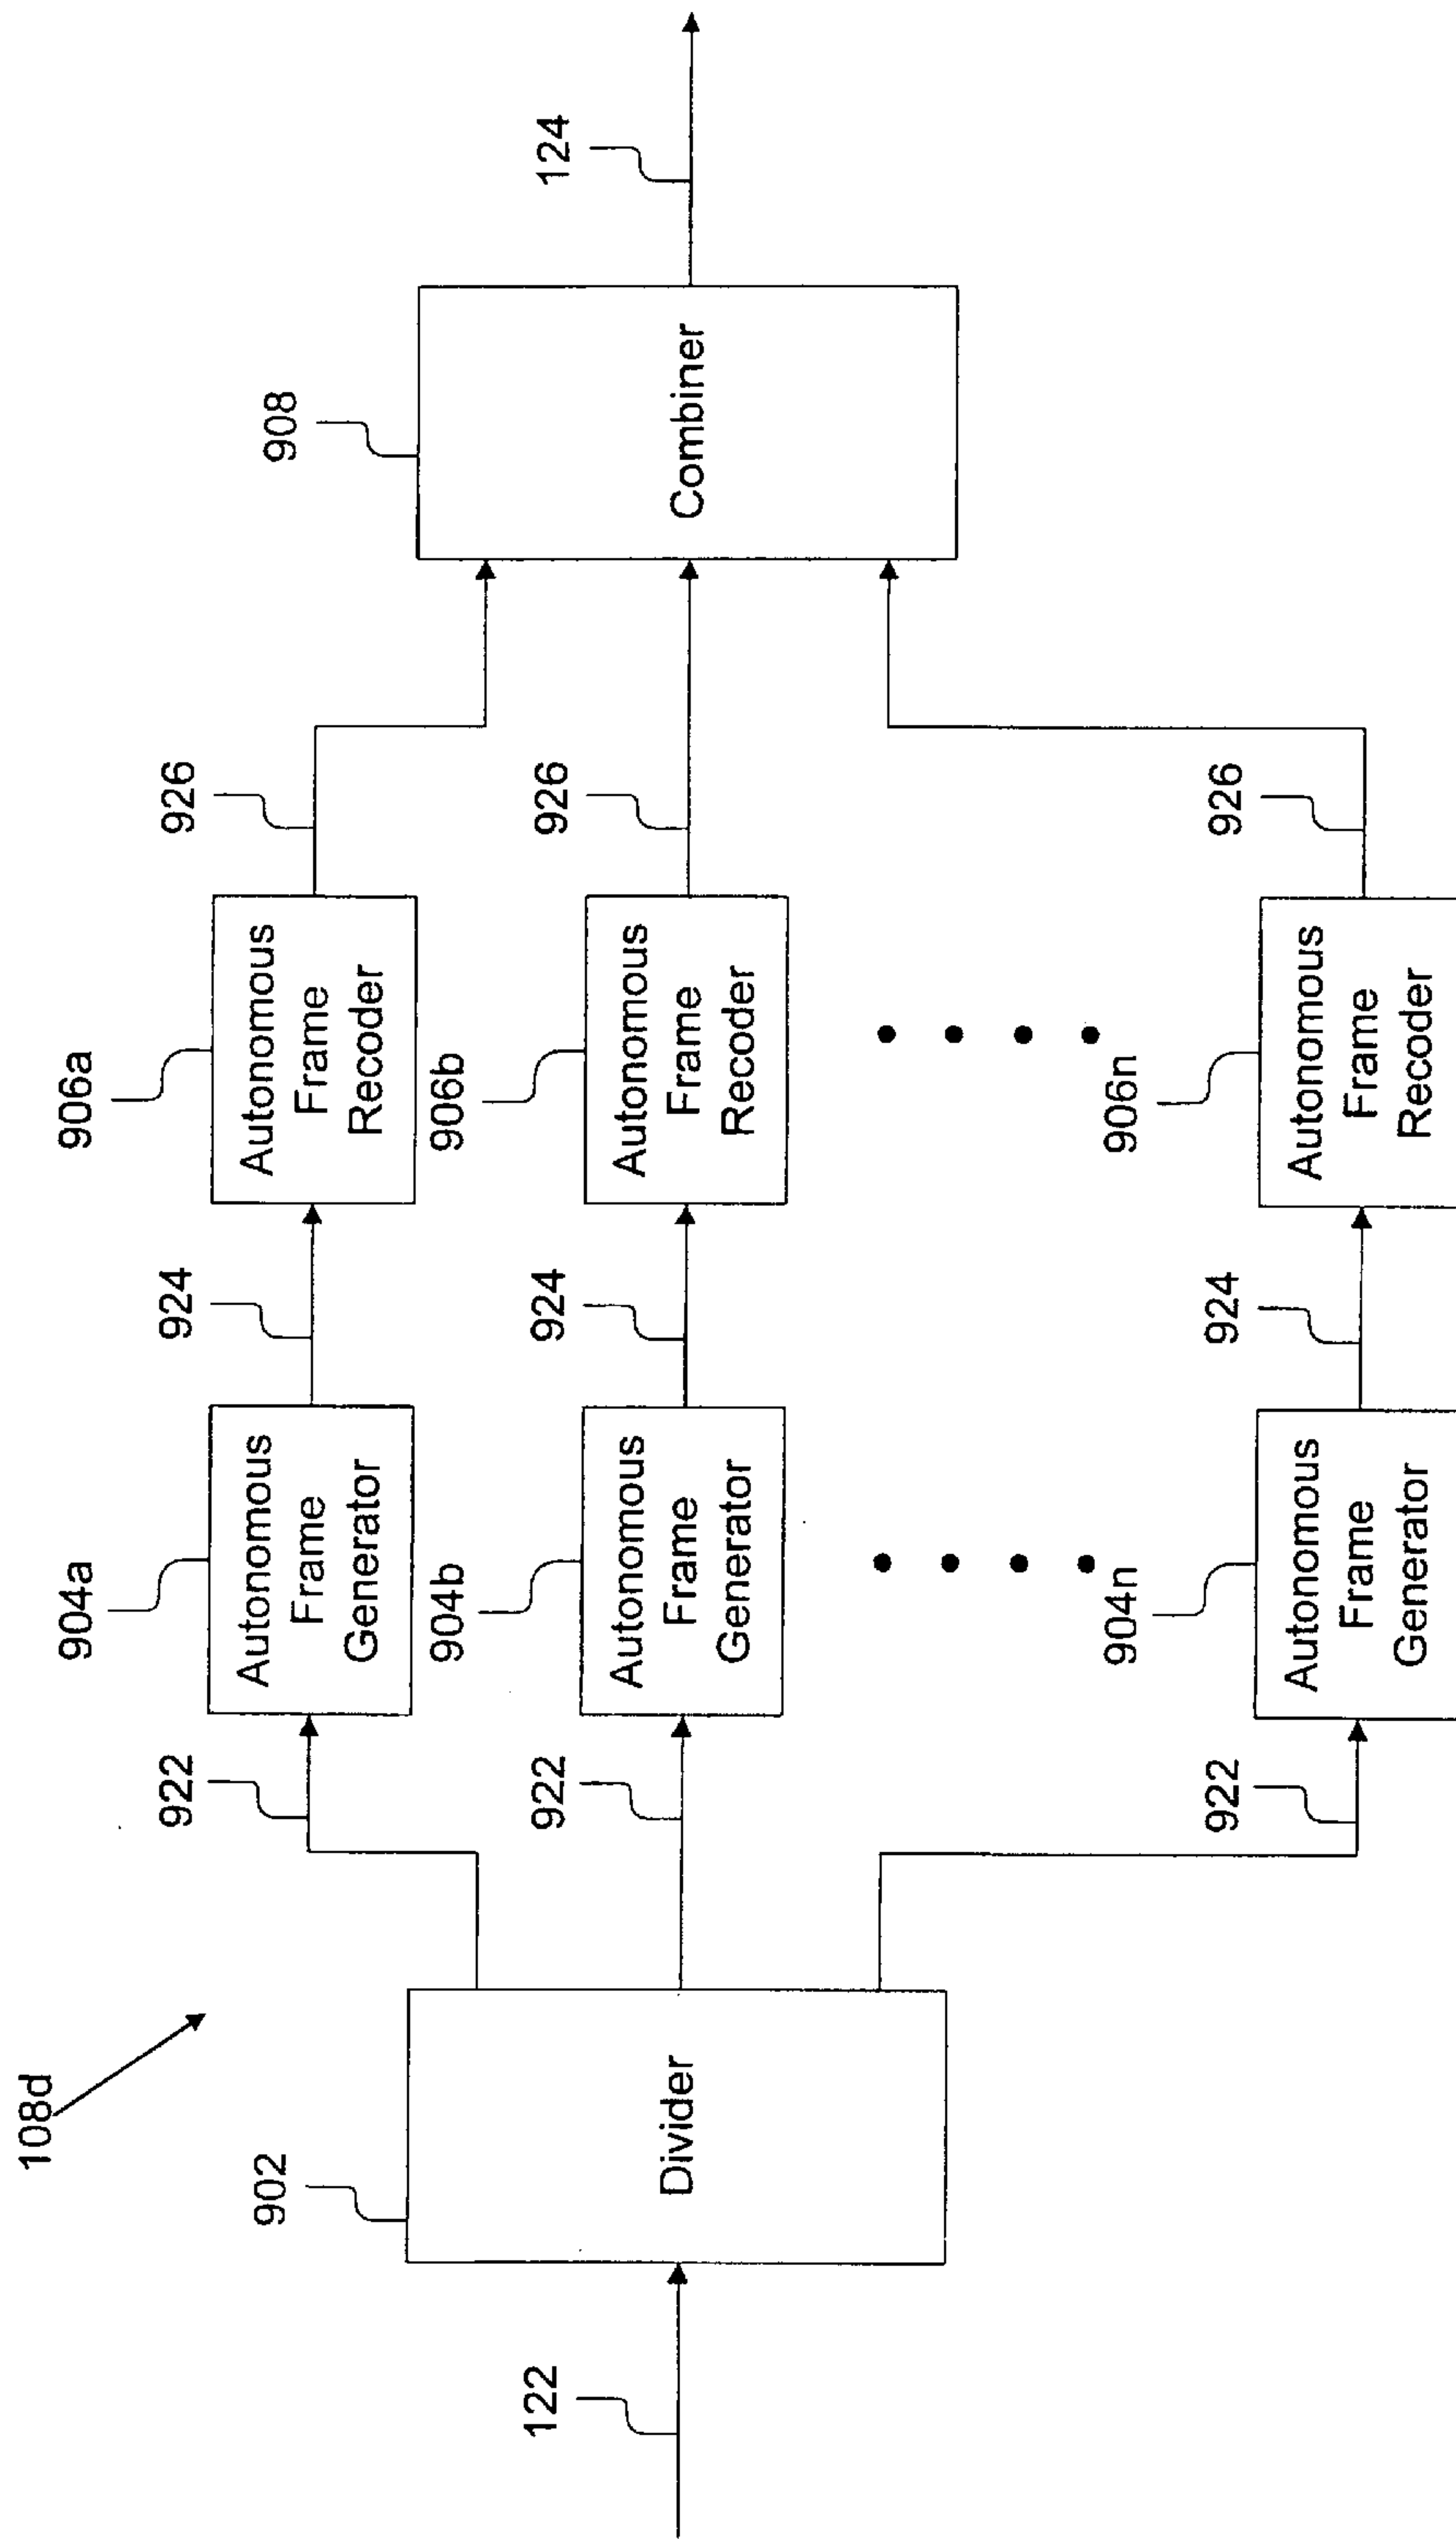 108d
122
902
Divider
922
922
922
904a
Autonomous
Frame
Generator
904b
Autonomous
Frame
Generator
904n
Autonomous
Frame
Generator
924
924
924
906a
Autonomous
Frame
Recoder
906b
Autonomous
Frame
Recoder
906n
Autonomous
Frame
Recoder
926
926
926
908
Combiner
124